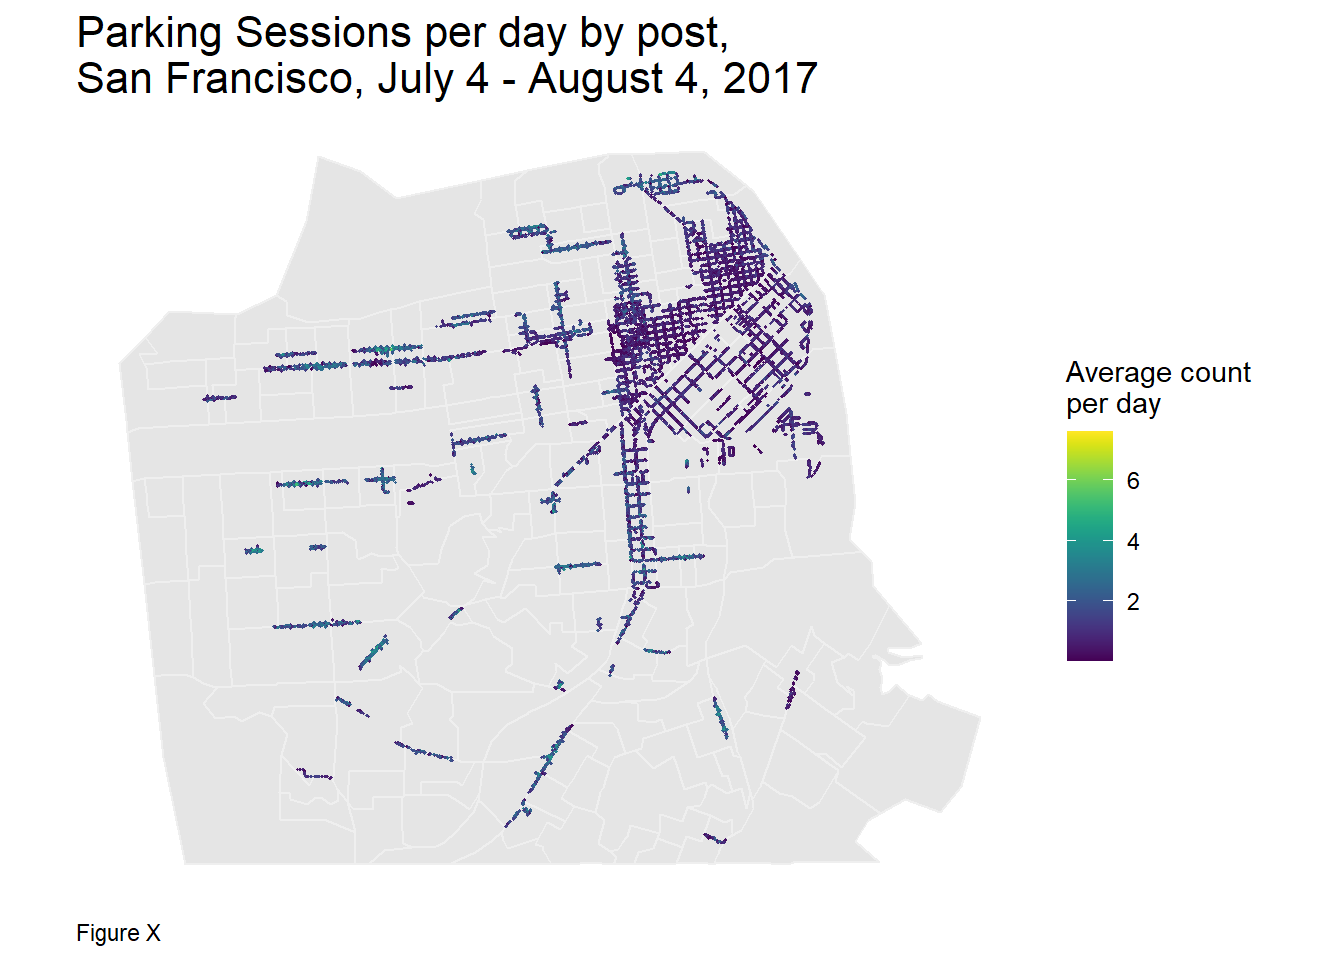 Parking Sessions per day by post,
San Francisco, July 4 - August 4, 2017
Average count
per day
6
4
2
Figure X